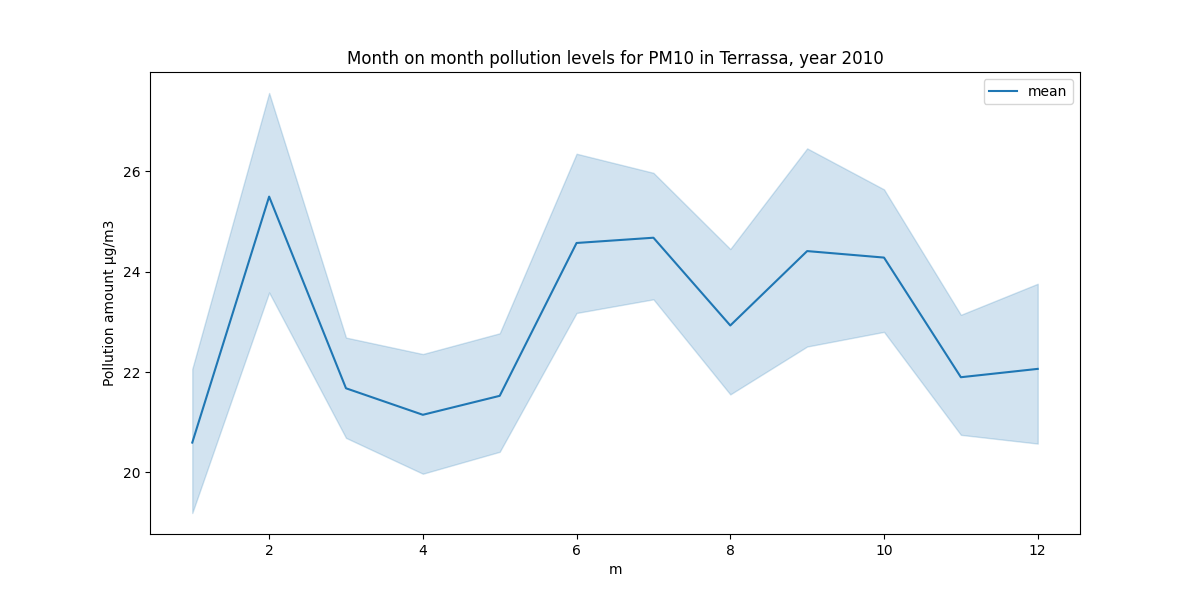 Month on month pollution levels for PM10 in Terrassa, year 2010
mean
Pollution amount µg/m3
26
24
22
20
2
4
6
8
10
12
m